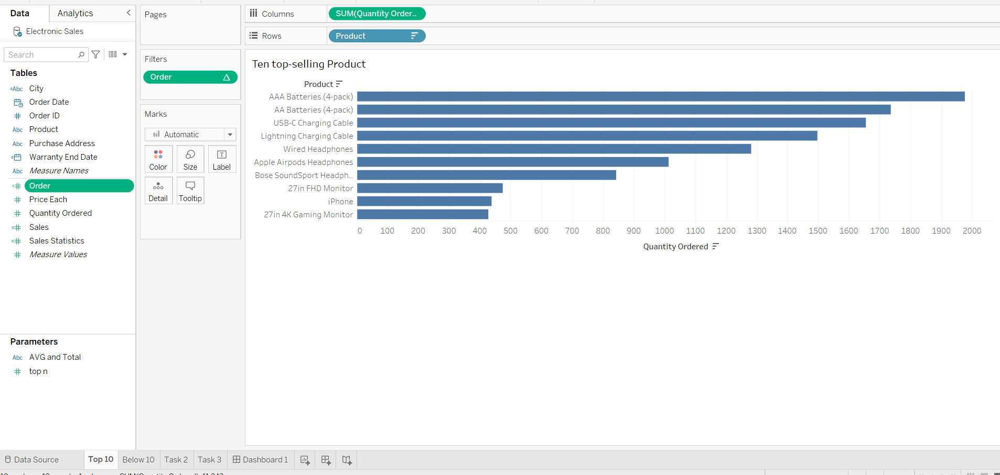 Data
Analytics
Electronic Sales
Search
Tables
Abc City
Order Date
Order ID
Abc Product
Abc Purchase Address
Warranty End Date
Abc Measure Names
Order
Price Each
Quantity Ordered
Sales
Sales Statistics
Measure Values
Parameters
Abc AVG and Total
top n
Pages
Filters
Order
Marks
Automatic
Color Size Label
Detail Tooltip
Columns SUM(Quantity Order..
Rows Product
Ten top-selling Product
Product
AAA Batteries (4-pack)
AA Batteries (4-pack)
USB-C Charging Cable
Lightning Charging Cable
Wired Headphones
Apple Airpods Headphones
Bose SoundSport Headph..
27in FHD Monitor
iPhone
27in 4K Gaming Monitor
0 100 200 300 400 500 600 700 800 900 1000 1100 1200 1300 1400 1500 1600 1700 1800 1900 2000
Quantity Ordered
Data Source Top 10 Below 10 Task 2 Task 3 Dashboard 1